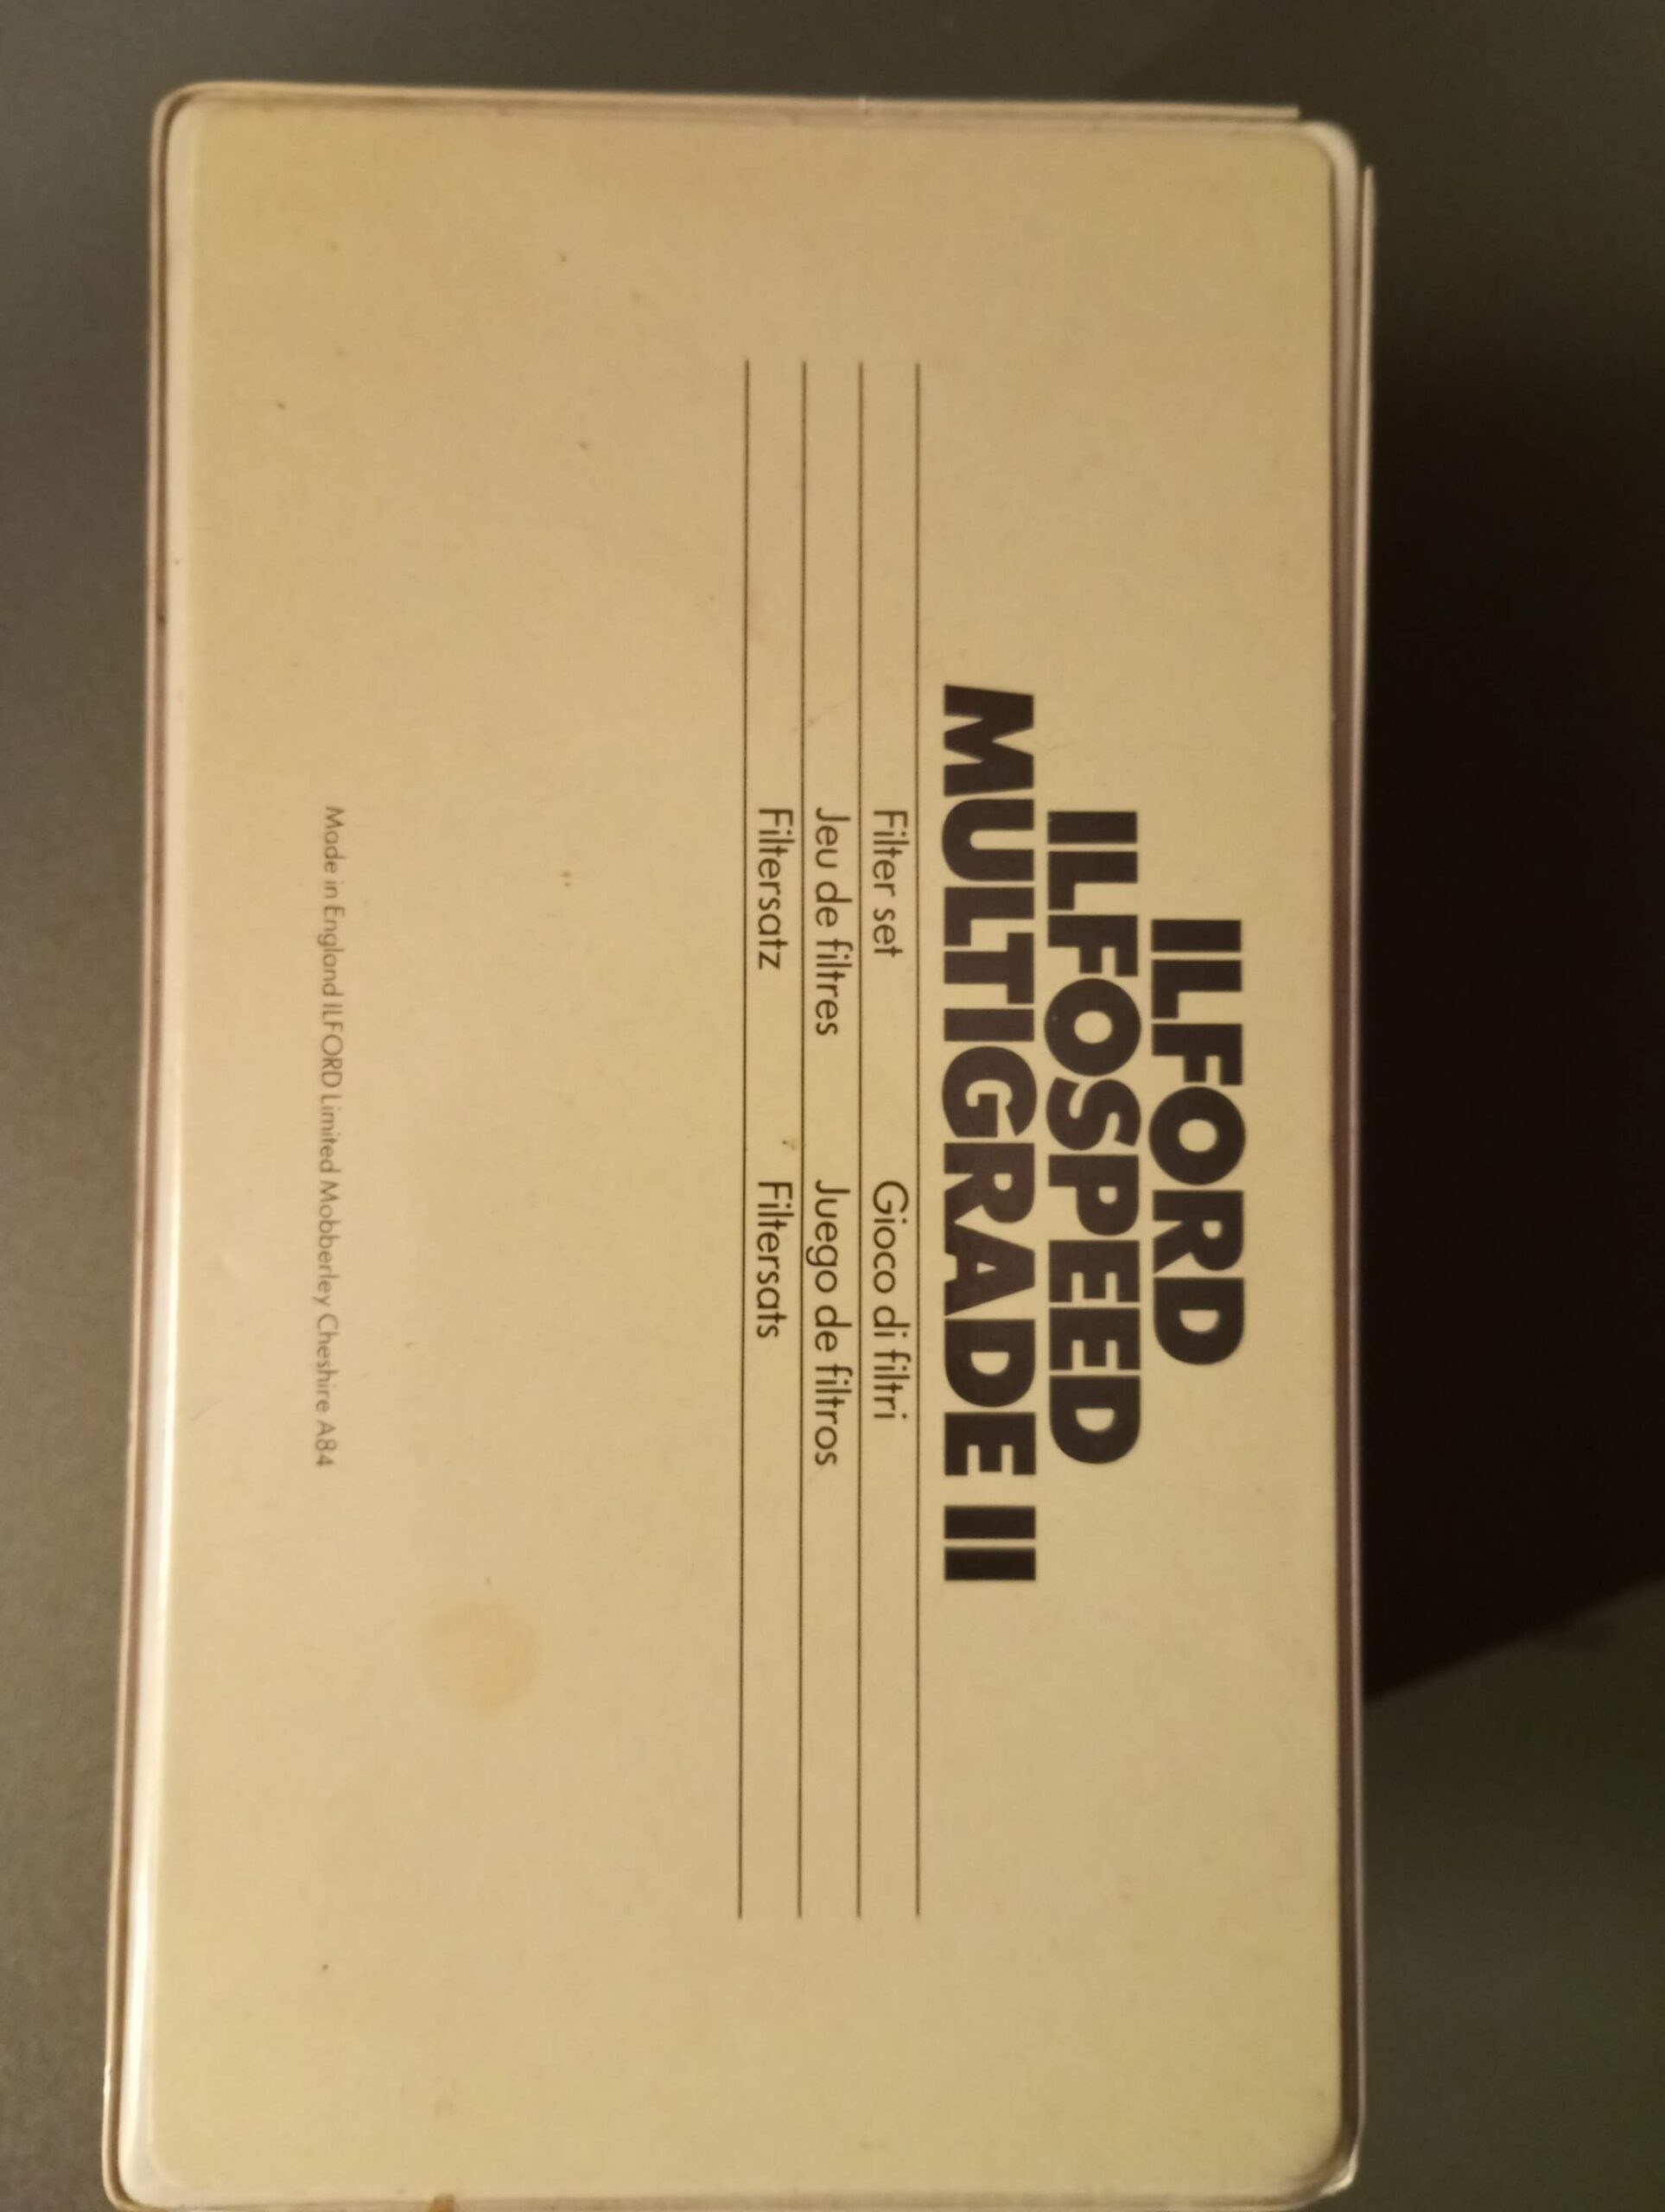 ILFORD
ILFOSPEED
MULTIGRADE II
Filter set Gioco di filtri
Jeu de filtres Juego de filtros
Filtersatz Filtersats
Made in England ILFORD Limited Mobberley Cheshire A84